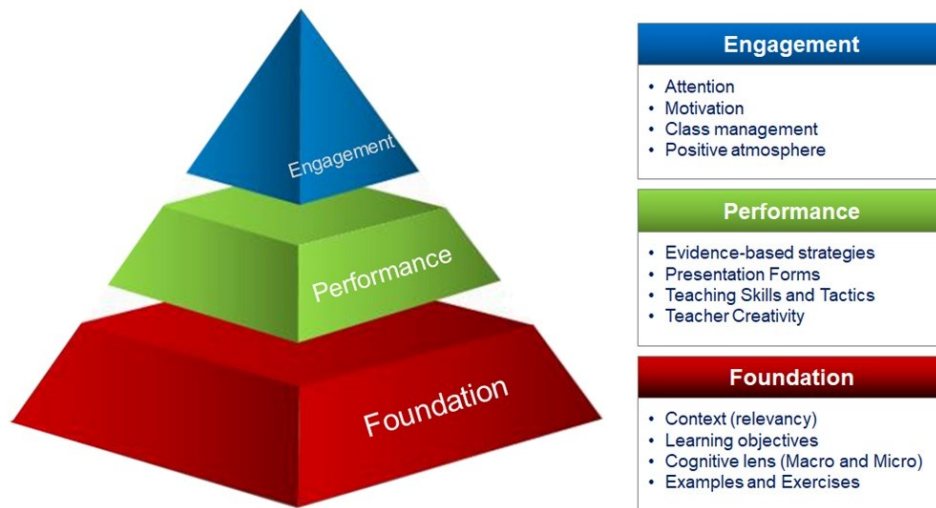 Engagement
Performance
Foundation
Engagement
• Attention
• Motivation
• Class management
• Positive atmosphere
Performance
• Evidence-based strategies
• Presentation Forms
• Teaching Skills and Tactics
• Teacher Creativity
Foundation
• Context (relevancy)
• Learning objectives
• Cognitive lens (Macro and Micro)
• Examples and Exercises